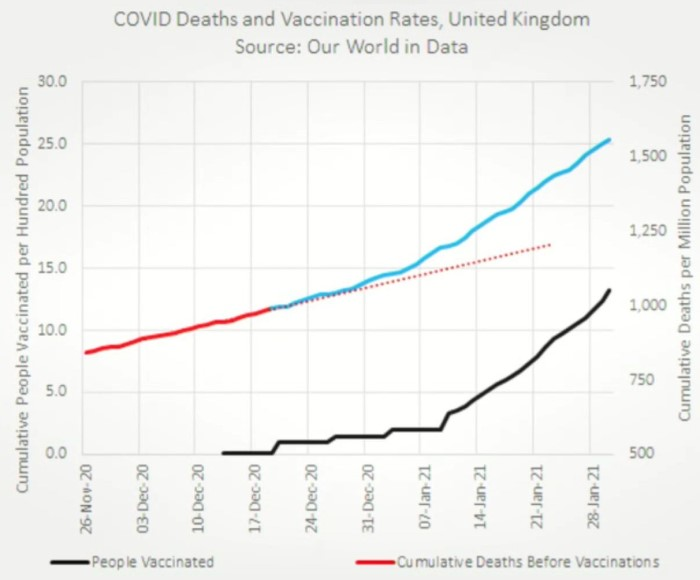 COVID Deaths and Vaccination Rates, United Kingdom
Source: Our World in Data
Cumulative People Vaccinated per Hundred Population
30.0
25.0
20.0
15.0
10.0
5.0
0.0
1,750
1,500
1,250
1,000
750
500
Cumulative Deaths per Million Population
26-Nov-20
03-Dec-20
10-Dec-20
17-Dec-20
24-Dec-20
31-Dec-20
07-Jan-21
14-Jan-21
21-Jan-21
28-Jan-21
People Vaccinated
Cumulative Deaths Before Vaccinations